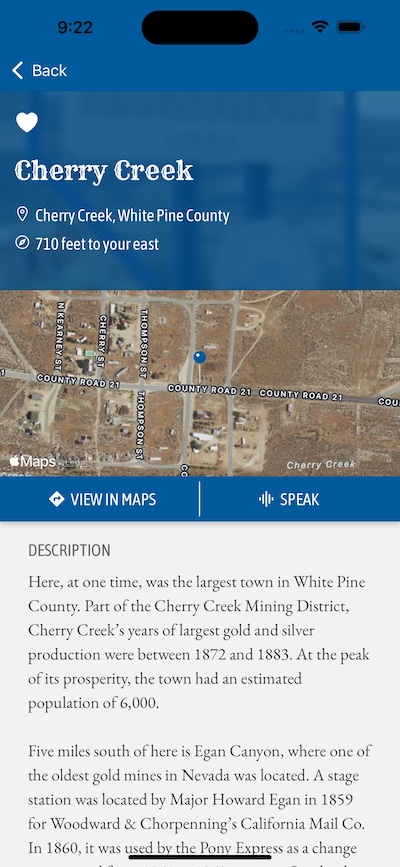 9:22
Back
Cherry Creek
Cherry Creek, White Pine County
710 feet to your east
N KEARNEY ST
CHERRY ST
THOMPSON ST
COUNTY ROAD 21
COUNTY ROAD 21
COUNTY ROAD 21
THOMPSON ST
Maps
Legal
Cherry Creek
VIEW IN MAPS
SPEAK
DESCRIPTION
Here, at one time, was the largest town in White Pine
County. Part of the Cherry Creek Mining District,
Cherry Creek’s years of largest gold and silver
production were between 1872 and 1883. At the peak
of its prosperity, the town had an estimated
population of 6,000.
Five miles south of here is Egan Canyon, where one of
the oldest gold mines in Nevada was located. A stage
station was located by Major Howard Egan in 1859
for Woodward & Chorpenning’s California Mail Co.
In 1860, it was used by the Pony Express as a change